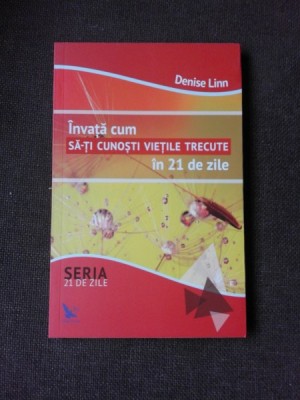 Denise Linn
Învață cum
SĂ-ȚI CUNOȘTI VIEȚILE TRECUTE
în 21 de zile
SERIA
21 DE ZILE